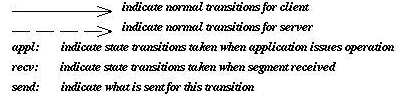 indicate normal transitions for client
indicate normal transitions for server
appl: indicate state transitions taken when application issues operation
recv: indicate state transitions taken when segment received
send: indicate what is sent for this transition